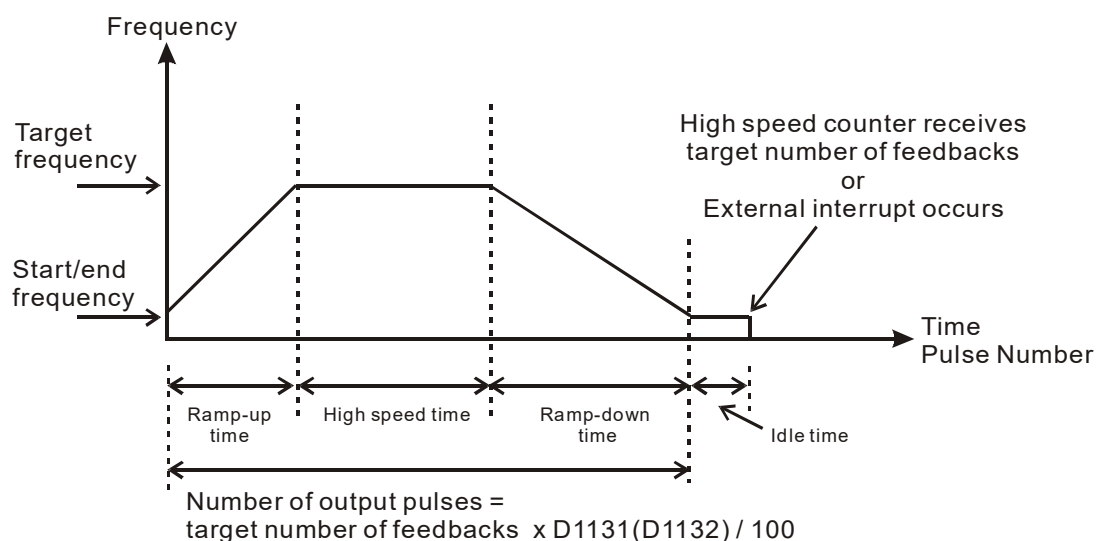 Frequency
Target
frequency
High speed counter receives
target number of feedbacks
or
External interrupt occurs
Start/end
frequency
Time
Pulse Number
Ramp-up
time
High speed time
Ramp-down
time
Idle time
Number of output pulses =
target number of feedbacks x D1131(D1132) / 100